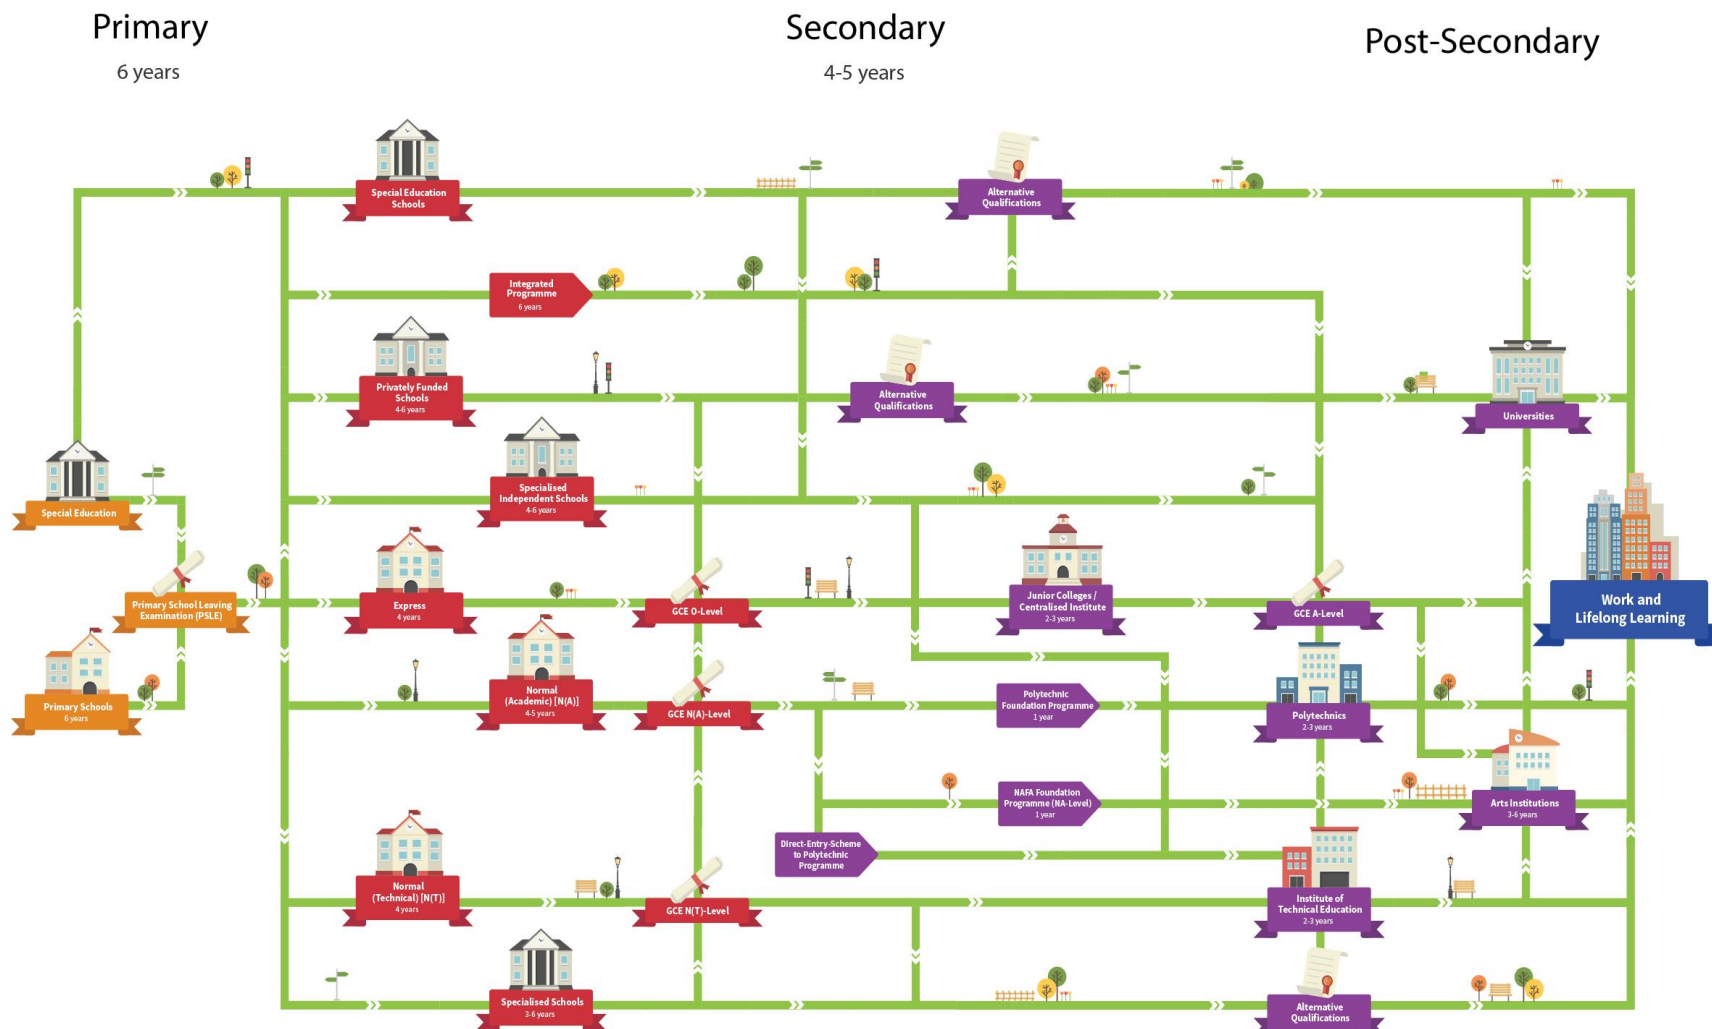 Primary
6 years
Secondary
4-5 years
Post-Secondary
Special Education
Schools
Alternative
Qualifications
Integrated
Programme
6 years
Privately Funded
Schools
4-6 years
Alternative
Qualifications
Universities
Specialised
Independent Schools
4-6 years
Special Education
Primary School Leaving
Examination (PSLE)
Express
4 years
GCE O-Level
Junior Colleges /
Centralised Institute
2-3 years
GCE A-Level
Work and
Lifelong Learning
Primary Schools
6 years
Normal
(Academic) [N(A)]
4-5 years
GCE N(A)-Level
Polytechnic
Foundation Programme
1 year
Polytechnics
2-3 years
NAFA Foundation
Programme (NA-Level)
1 year
Arts Institutions
3-6 years
Direct-Entry-Scheme
to Polytechnic
Programme
Normal
(Technical) [N(T)]
4 years
GCE N(T)-Level
Institute of
Technical Education
2-3 years
Specialised Schools
3-6 years
Alternative
Qualifications